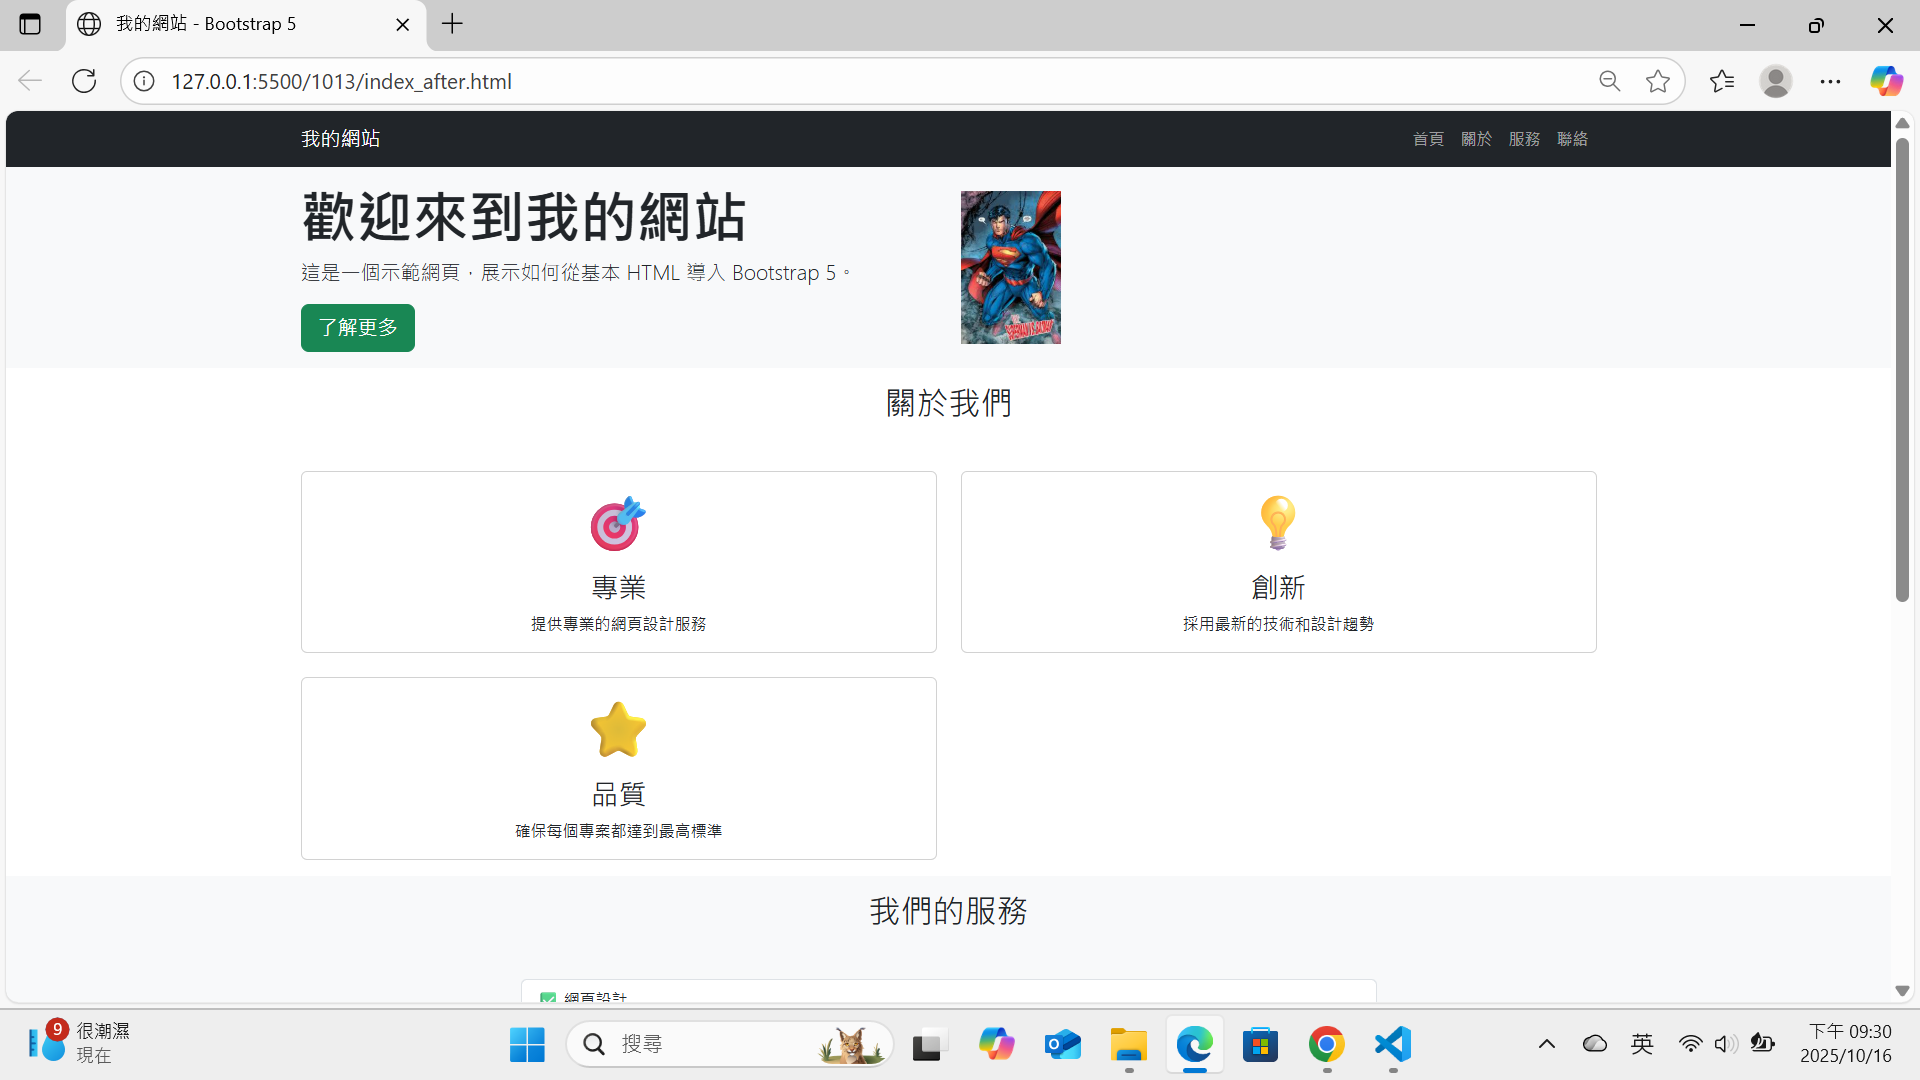 我的網站 - Bootstrap 5
127.0.0.1:5500/1013/index_after.html
我的網站
首頁 關於 服務 聯絡
歡迎來到我的網站
這是一個示範網頁，展示如何從基本 HTML 導入 Bootstrap 5。
了解更多
關於我們
專業
提供專業的網頁設計服務
創新
採用最新的技術和設計趨勢
品質
確保每個專案都達到最高標準
我們的服務
網頁設計
9
很潮濕
現在
搜尋
英
下午 09:30
2025/10/16